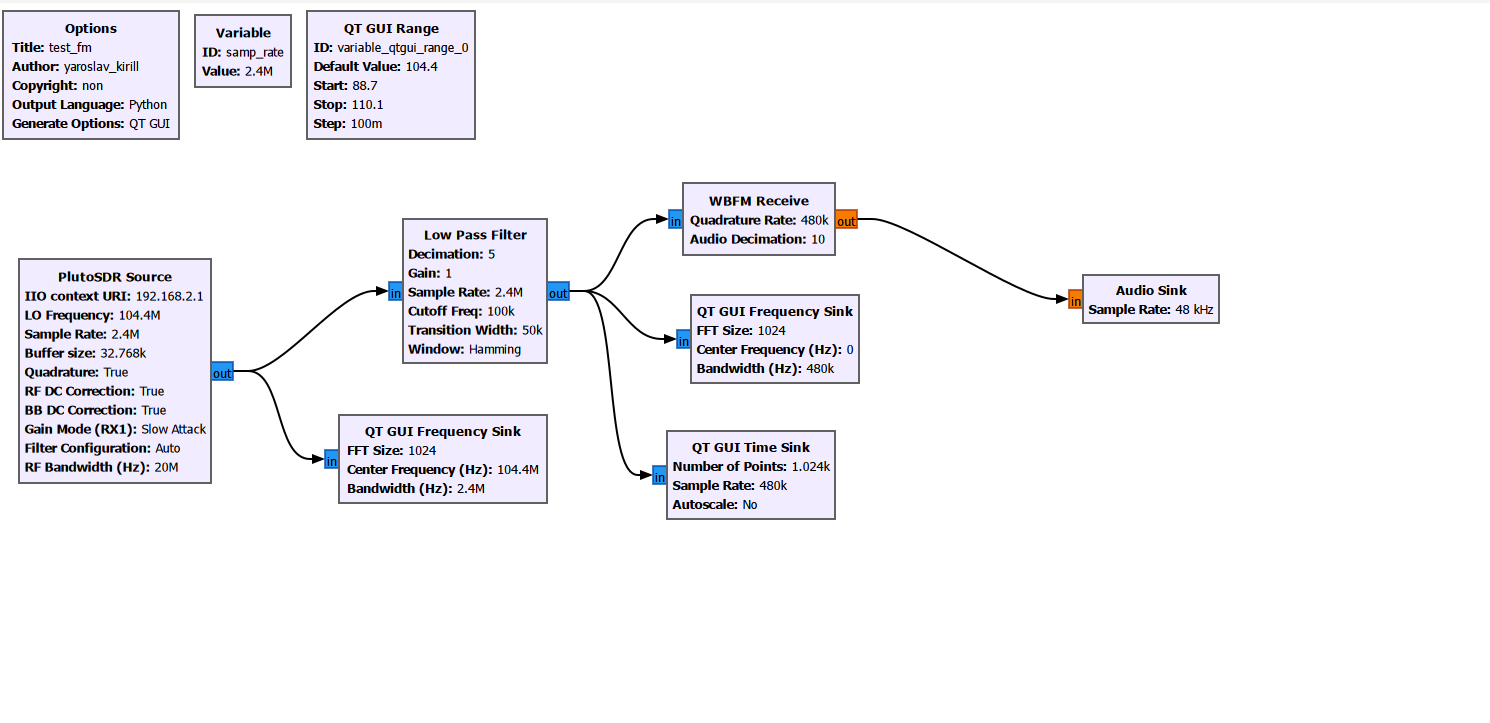 Options
Title: test_fm
Author: yaroslav_kirill
Copyright: non
Output Language: Python
Generate Options: QT GUI
Variable
ID: samp_rate
Value: 2.4M
QT GUI Range
ID: variable_qtgui_range_0
Default Value: 104.4
Start: 88.7
Stop: 110.1
Step: 100m
PlutoSDR Source
IIO context URI: 192.168.2.1
LO Frequency: 104.4M
Sample Rate: 2.4M
Buffer size: 32.768k
Quadrature: True
RF DC Correction: True
BB DC Correction: True
Gain Mode (RX1): Slow Attack
Filter Configuration: Auto
RF Bandwidth (Hz): 20M
out
in
Low Pass Filter
Decimation: 5
Gain: 1
Sample Rate: 2.4M
Cutoff Freq: 100k
Transition Width: 50k
Window: Hamming
out
in
QT GUI Frequency Sink
FFT Size: 1024
Center Frequency (Hz): 104.4M
Bandwidth (Hz): 2.4M
in
WBFM Receive
Quadrature Rate: 480k
Audio Decimation: 10
out
in
QT GUI Frequency Sink
FFT Size: 1024
Center Frequency (Hz): 0
Bandwidth (Hz): 480k
in
QT GUI Time Sink
Number of Points: 1.024k
Sample Rate: 480k
Autoscale: No
in
Audio Sink
Sample Rate: 48 kHz